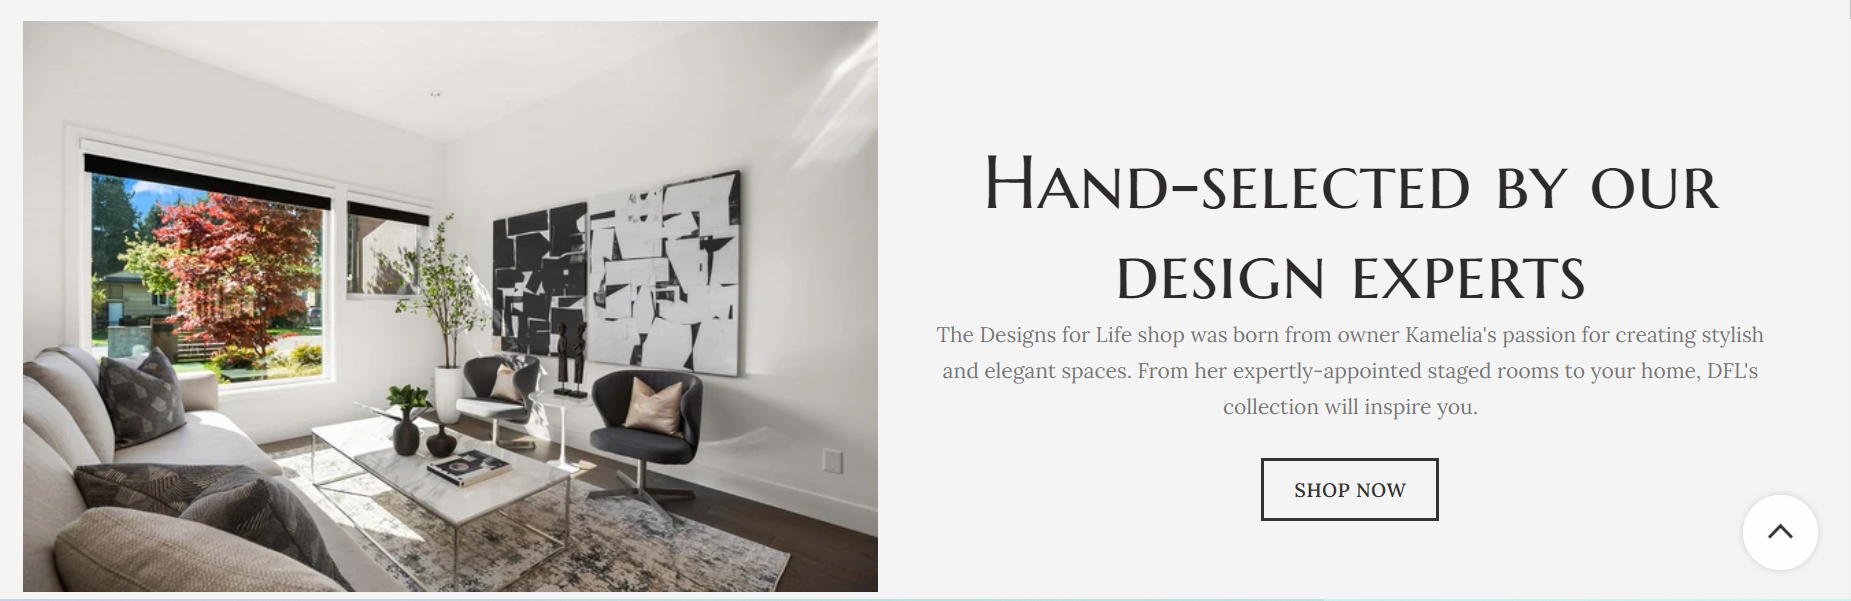 Hand-selected by our
design experts
The Designs for Life shop was born from owner Kamelia's passion for creating stylish
and elegant spaces. From her expertly-appointed staged rooms to your home, DFL's
collection will inspire you.
SHOP NOW